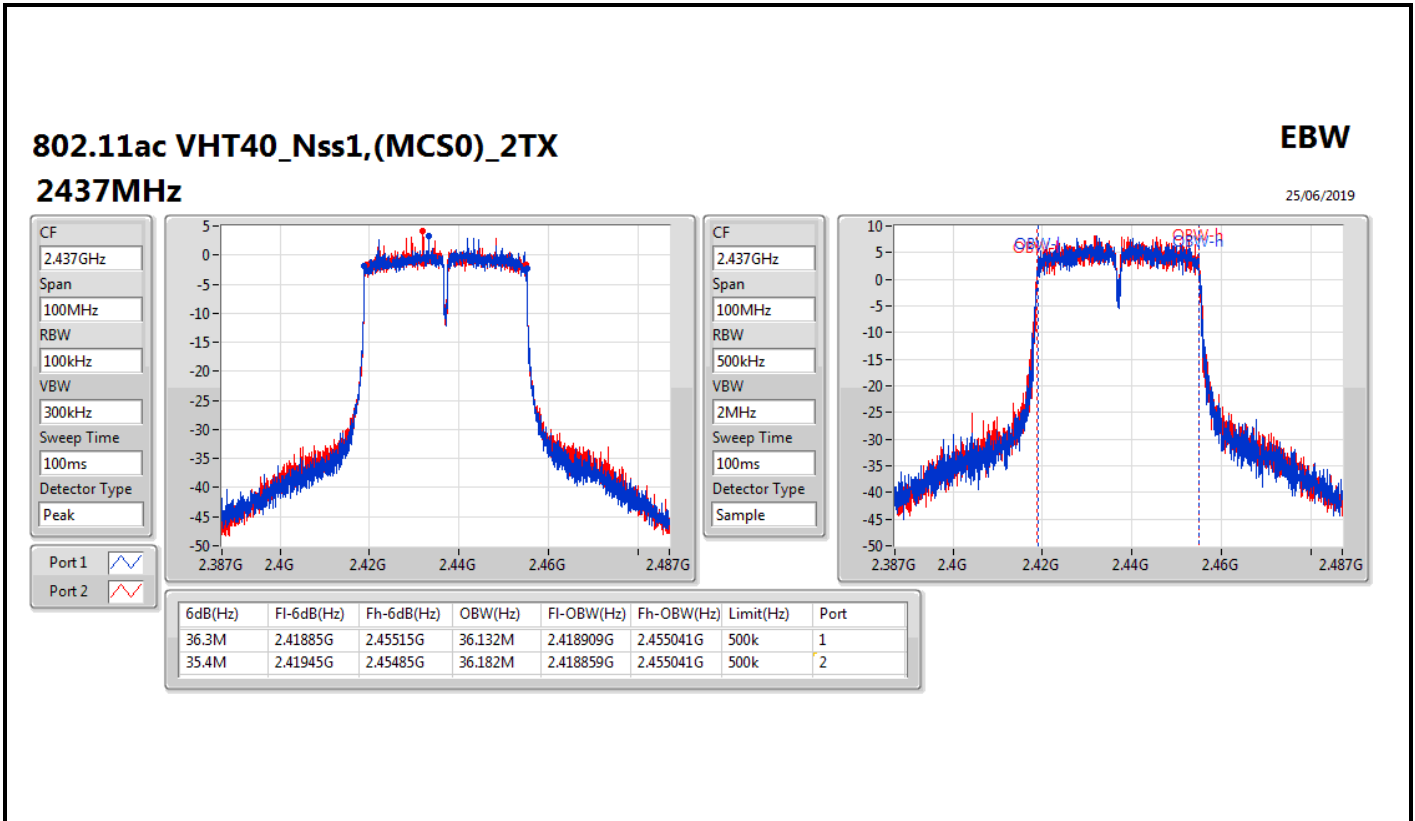 802.11ac VHT40_Nss1,(MCS0)_2TX
EBW
2437MHz
25/06/2019
CF
2.437GHz
Span
100MHz
RBW
100kHz
VBW
300kHz
Sweep Time
100ms
Detector Type
Peak
Port 1
Port 2
5
0
-5
-10
-15
-20
-25
-30
-35
-40
-45
-50
2.387G 2.4G 2.42G 2.44G 2.46G 2.487G
CF
2.437GHz
Span
100MHz
RBW
500kHz
VBW
2MHz
Sweep Time
100ms
Detector Type
Sample
10
5
0
-5
-10
-15
-20
-25
-30
-35
-40
-45
-50
OBW-l OBW-h
OBW-l OBW-h
2.387G 2.4G 2.42G 2.44G 2.46G 2.487G
6dB(Hz) Fl-6dB(Hz) Fh-6dB(Hz) OBW(Hz) Fl-OBW(Hz) Fh-OBW(Hz) Limit(Hz) Port
36.3M 2.41885G 2.45515G 36.132M 2.418909G 2.455041G 500k 1
35.4M 2.41945G 2.45485G 36.182M 2.418859G 2.455041G 500k 2